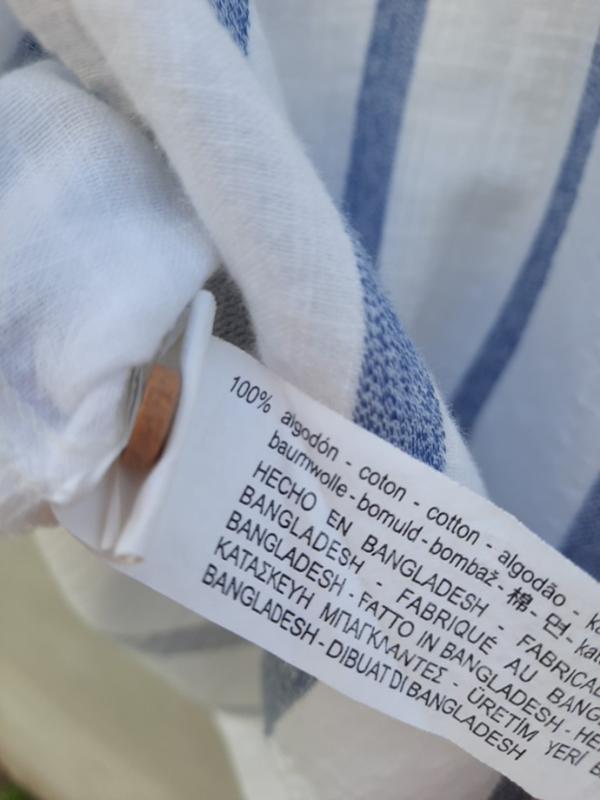 100% algodón - coton - cotton - algodão -
baumwolle - bomuld - bombaž - 棉 - 면 -
HECHO EN BANGLADESH -
BANGLADESH - FABRIQUÉ AU
BANGLADESH - FATTO IN BANGLADESH -
ΚΑΤΑΣΚΕΥΗ ΜΠΑΓΚΛΑΝΤΕΣ - ÜRETİM YERİ
BANGLADESH - DIBUAT DI BANGLADESH